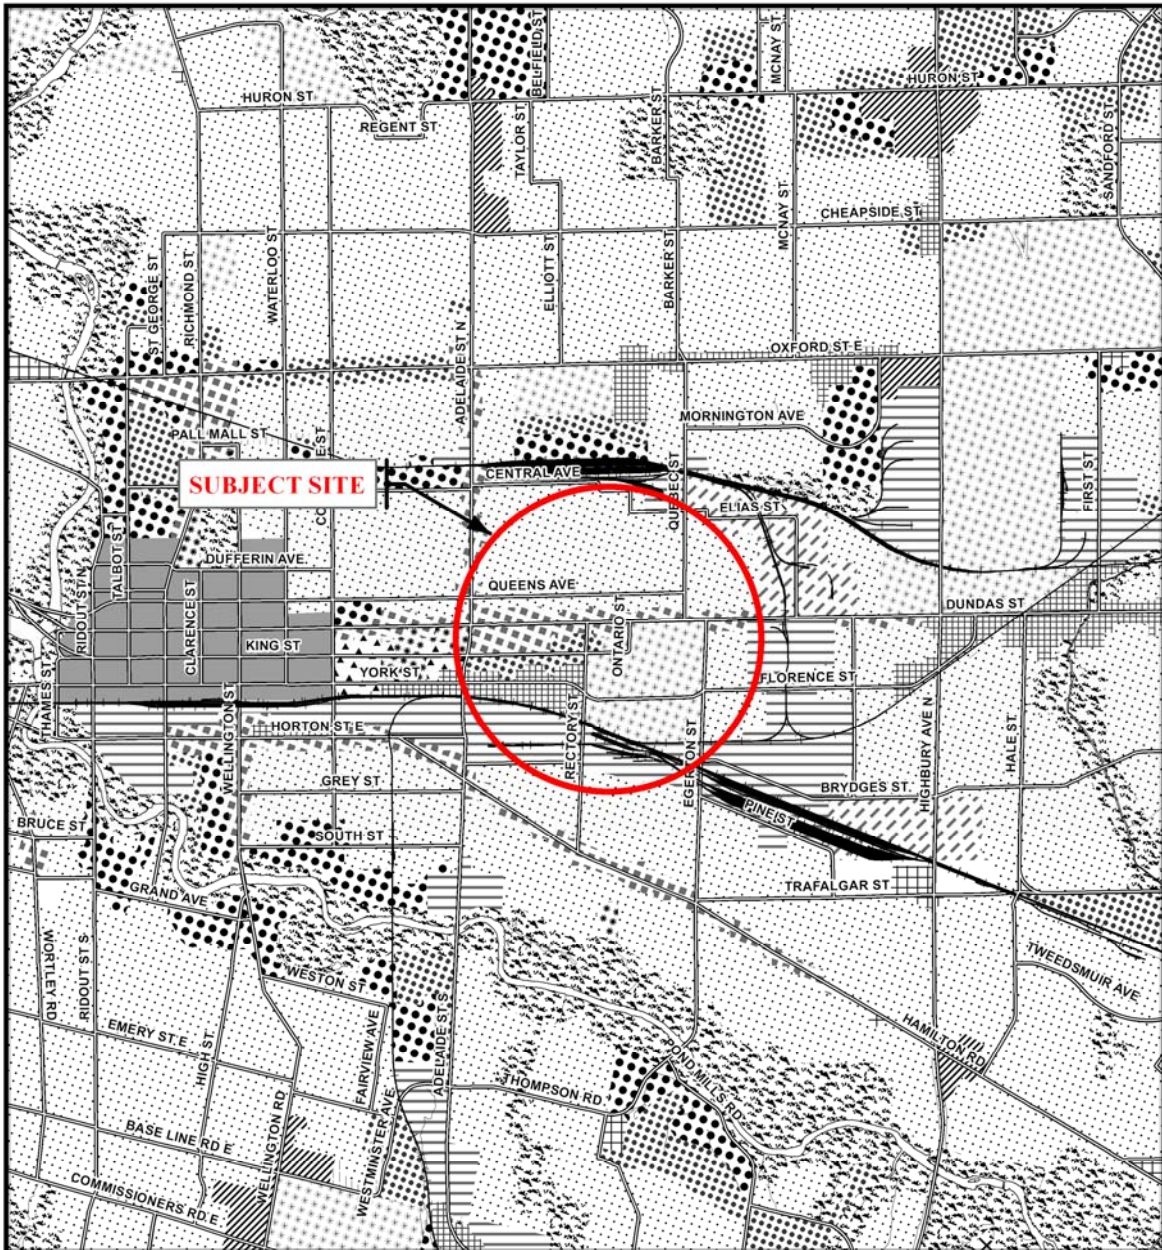 BELFIELD ST
MCNAY ST
HURON ST
HURON ST
REGENT ST
TAYLOR ST
BARKER ST
SANDFORD ST
CHEAPSIDE ST
MCNAY ST
ST GEORGE ST
RICHMOND ST
WATERLOO ST
ELLIOTT ST
BARKER ST
OXFORD ST E
ADELAIDE ST N
MORNINGTON AVE
PALL MALL ST
SUBJECT SITE
CENTRAL AVE
QUEBEC ST
ELIAS ST
FIRST ST
TALBOT ST
DUFFERIN AVE
QUEENS AVE
RIDOUT ST N
CLARENCE ST
KING ST
ONTARIO ST
DUNDAS ST
YORK ST
FLORENCE ST
THAMES ST
WELLINGTON ST
HORTON ST E
RECTORY ST
EGERTON ST
HIGHBURY AVE N
HALE ST
GREY ST
BRYDGES ST
PINE ST
BRUCE ST
SOUTH ST
GRAND AVE
TRAFALGAR ST
WORTLEY RD
RIDOUT ST S
WESTON ST
TWEEDSMUIR AVE
EMERY ST E
HIGH ST
FAIRVIEW AVE
ADELAIDE ST S
HAMILTON RD
POND MILLS RD
THOMPSON RD
BASE LINE RD E
WELLINGTON RD
WESTMINSTER AVE
COMMISSIONERS RD E